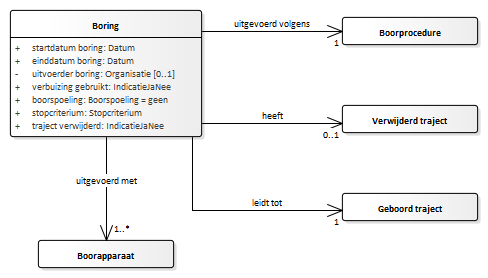 Boring
+ startdatum boring: Datum
+ einddatum boring: Datum
- uitvoerder boring: Organisatie [0..1]
+ verbuizing gebruikt: IndicatieJaNee
+ boorspoeling: Boorspoeling = geen
+ stopcriterium: Stopcriterium
+ traject verwijderd: IndicatieJaNee
uitgevoerd volgens
1
Boorprocedure
heeft
0..1
Verwijderd traject
leidt tot
1
Geboord traject
uitgevoerd met
1..*
Boorapparaat